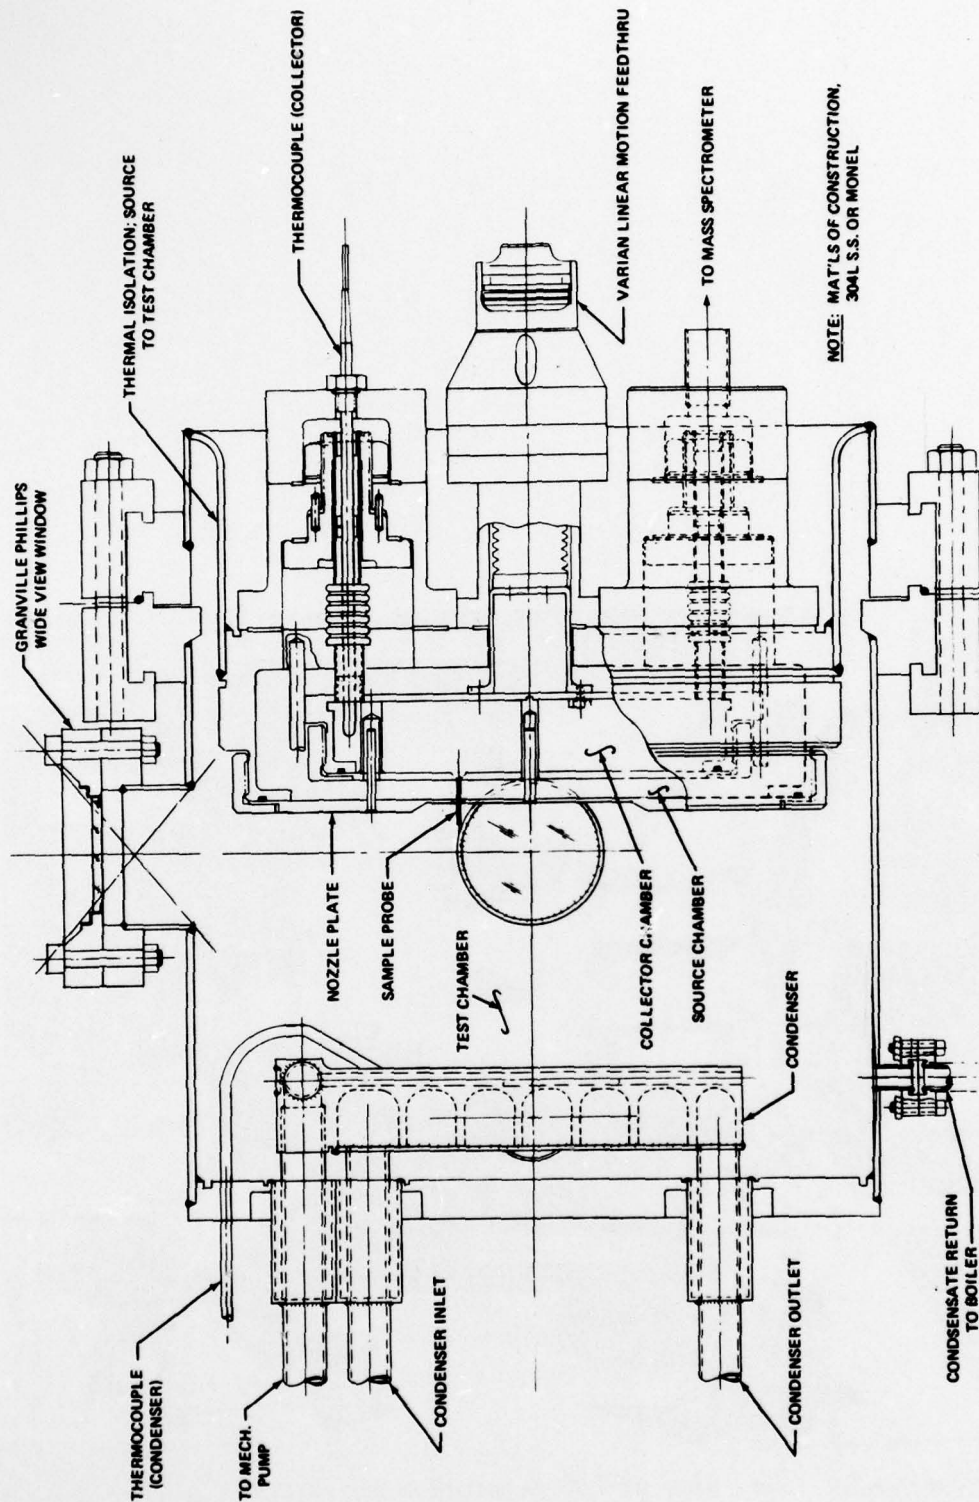 GRANVILLE PHILLIPS
WIDE VIEW WINDOW
THERMAL ISOLATION; SOURCE
TO TEST CHAMBER
THERMOCOUPLE (COLLECTOR)
VARIAN LINEAR MOTION FEEDTHRU
TO MASS SPECTROMETER
NOTE: MAT'LS OF CONSTRUCTION,
304L S.S. OR MONEL
NOZZLE PLATE
SAMPLE PROBE
TEST CHAMBER
COLLECTOR CHAMBER
SOURCE CHAMBER
CONDENSER
THERMOCOUPLE
(CONDENSER)
TO MECH.
PUMP
CONDENSER INLET
CONDENSER OUTLET
CONDSENSATE RETURN
TO BOILER